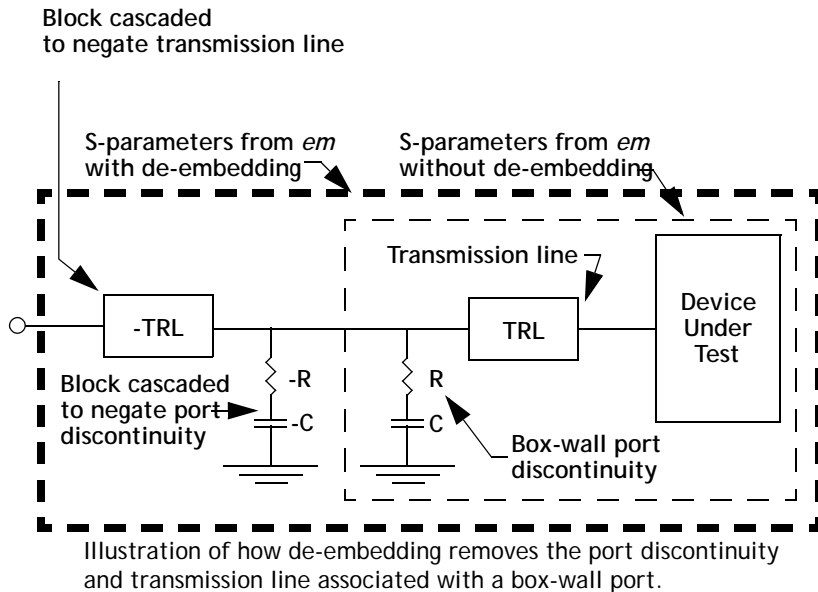 Block cascaded
to negate transmission line
S-parameters from em
with de-embedding
S-parameters from em
without de-embedding
Transmission line
-TRL
TRL
Device
Under
Test
-R
R
Block cascaded
to negate port
discontinuity
-C
C
Box-wall port
discontinuity
Illustration of how de-embedding removes the port discontinuity
and transmission line associated with a box-wall port.